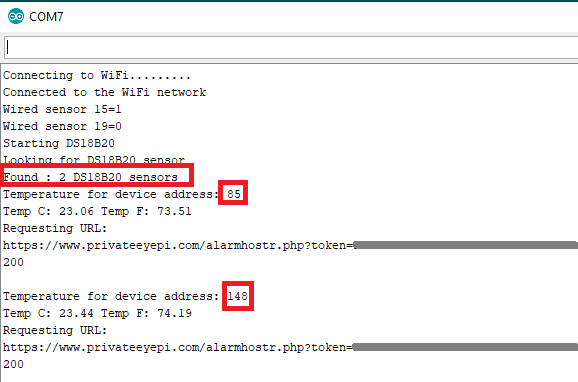 COM7
Connecting to WiFi.........
Connected to the WiFi network
Wired sensor 15=1
Wired sensor 19=0
Starting DS18B20
Looking for DS18B20 sensor
Found : 2 DS18B20 sensors
Temperature for device address: 85
Temp C: 23.06 Temp F: 73.51
Requesting URL:
https://www.privateeyepi.com/alarmhostr.php?token=
200
Temperature for device address: 148
Temp C: 23.44 Temp F: 74.19
Requesting URL:
https://www.privateeyepi.com/alarmhostr.php?token=
200